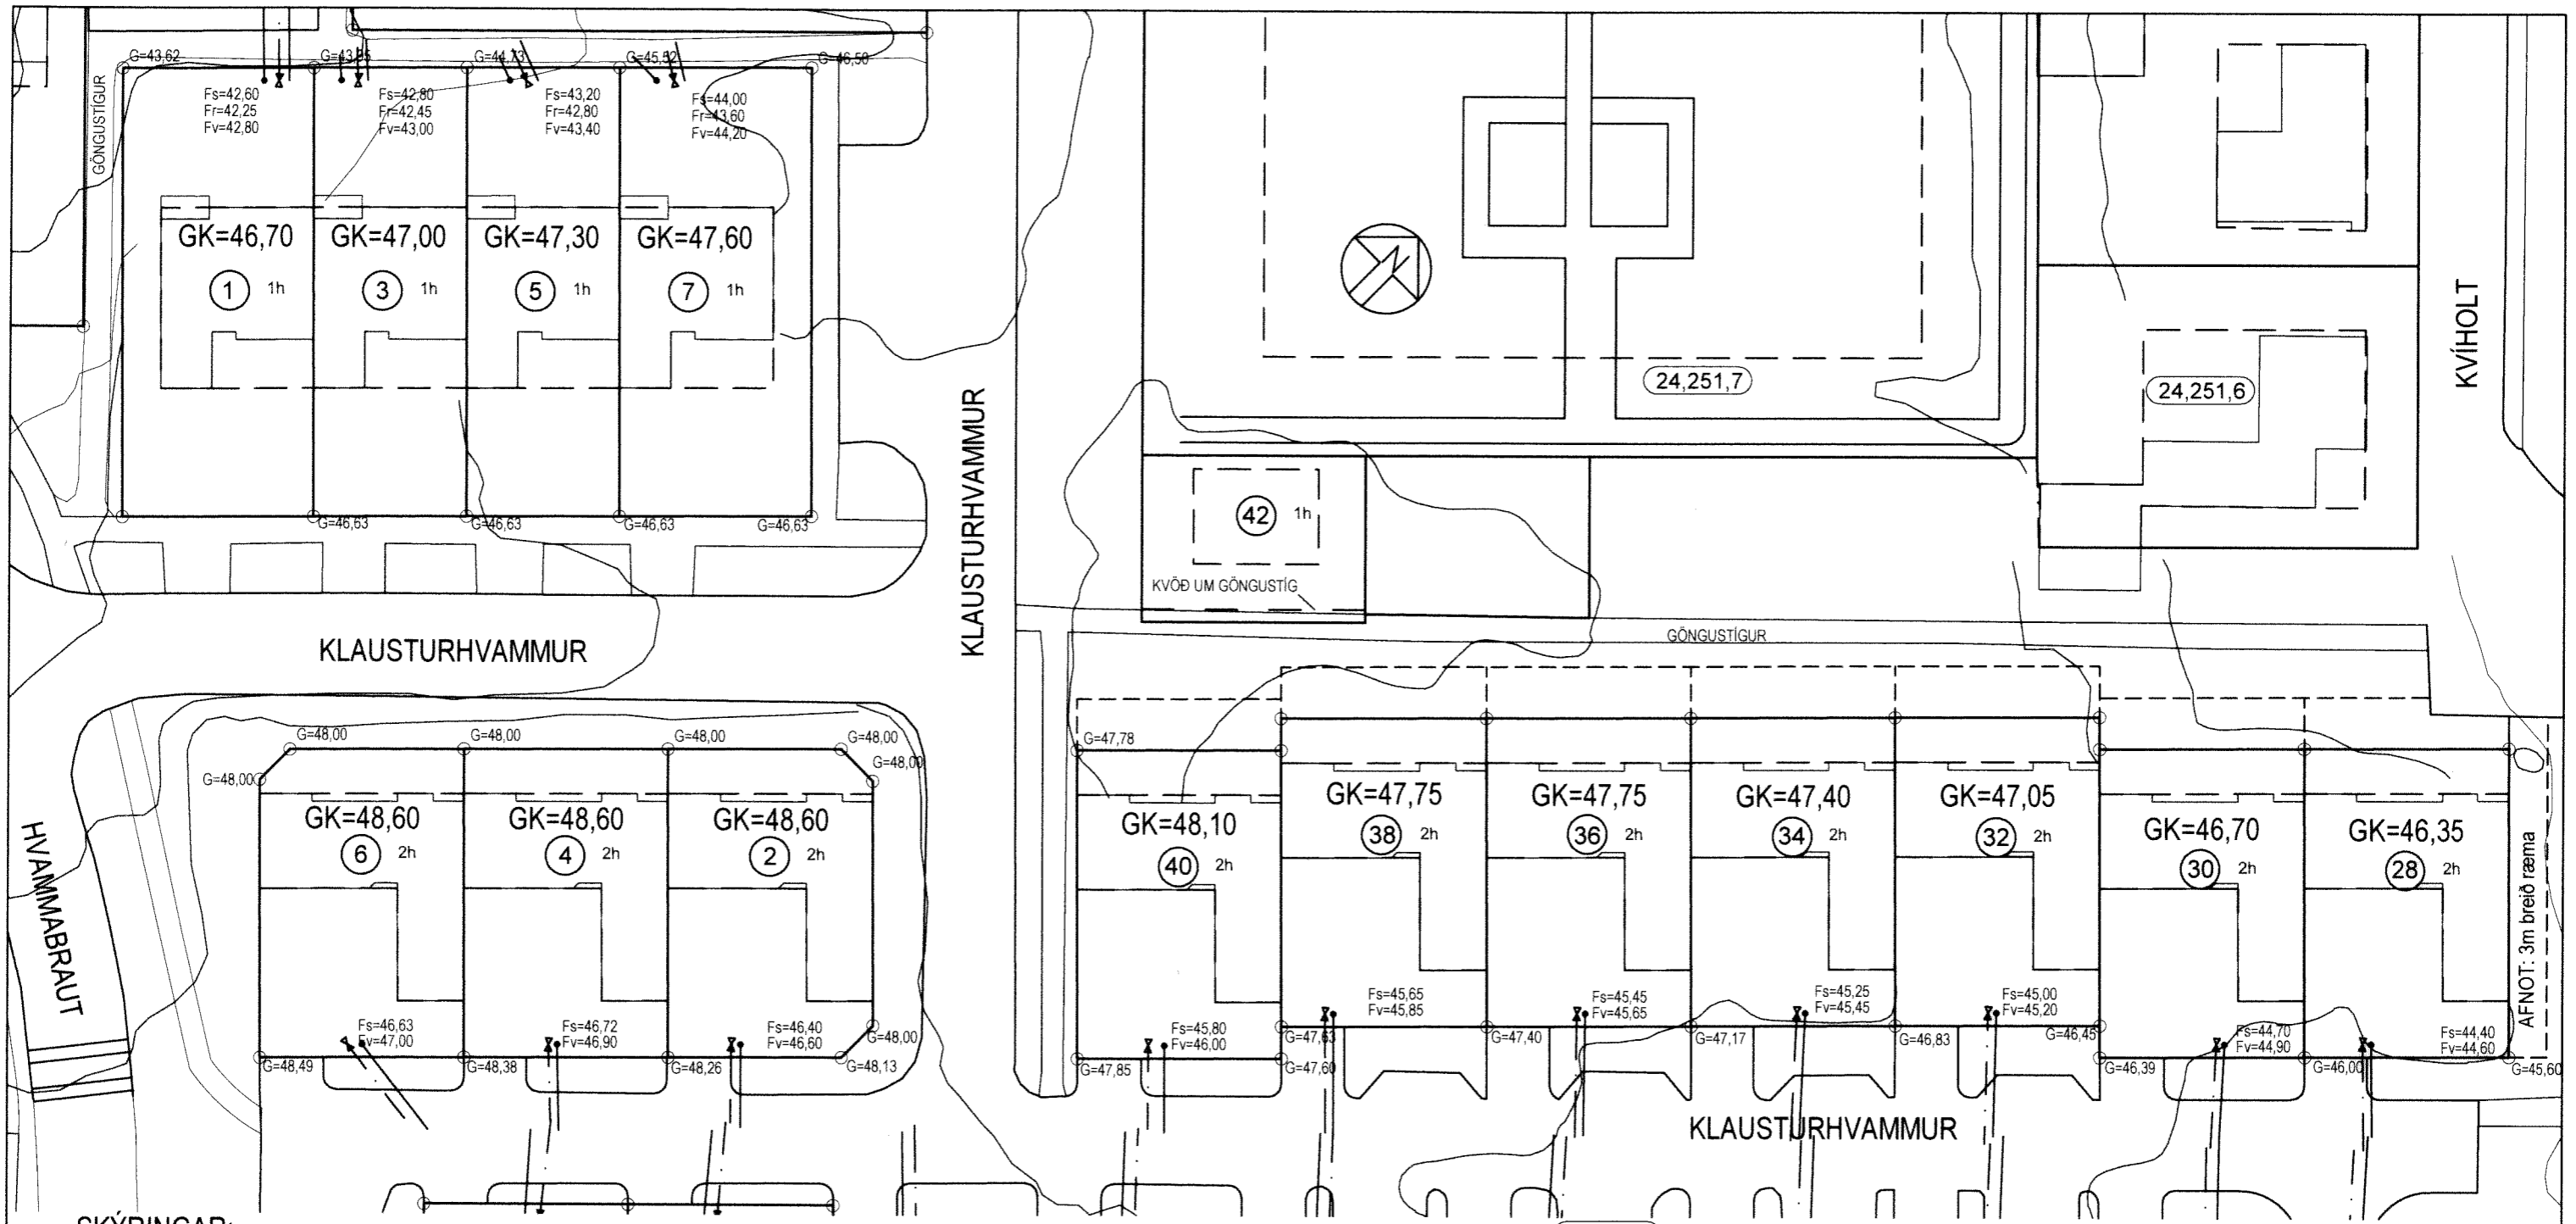 G=43,62
G=44,73
G=45,52
G=46,50
GÖNGUSTÍGUR
Fs=42,60
Fr=42,25
Fv=42,80
Fs=42,80
Fr=42,45
Fv=43,00
Fs=43,20
Fr=42,80
Fv=43,40
Fs=44,00
Fr=43,60
Fv=44,20
GK=46,70
GK=47,00
GK=47,30
GK=47,60
1 1h
3 1h
5 1h
7 1h
G=46,63
G=46,63
G=46,63
G=46,63
KLAUSTURHVAMMUR
KLAUSTURHVAMMUR
24,251,7
24,251,6
KVÍHOLT
42 1h
KVÖÐ UM GÖNGUSTÍG
GÖNGUSTÍGUR
HVAMMABRAUT
G=48,00
G=48,00
G=48,00
G=48,00
G=48,00
G=48,00
GK=48,60
GK=48,60
GK=48,60
6 2h
4 2h
2 2h
Fs=46,63
Fv=47,00
Fs=46,72
Fv=46,90
Fs=46,40
Fv=46,60
G=48,00
G=48,49
G=48,38
G=48,26
G=48,13
G=47,78
GK=48,10
GK=47,75
GK=47,75
GK=47,40
GK=47,05
GK=46,70
GK=46,35
40 2h
38 2h
36 2h
34 2h
32 2h
30 2h
28 2h
AFNOT: 3m breið ræma
Fs=45,80
Fv=46,00
Fs=45,65
Fv=45,85
Fs=45,45
Fv=45,65
Fs=45,25
Fv=45,45
Fs=45,00
Fv=45,20
Fs=44,70
Fv=44,90
Fs=44,40
Fv=44,60
G=47,85
G=47,63
G=47,60
G=47,40
G=47,17
G=46,83
G=46,45
G=46,39
G=46,00
G=45,60
KLAUSTURHVAMMUR
SKÝRINGAR: